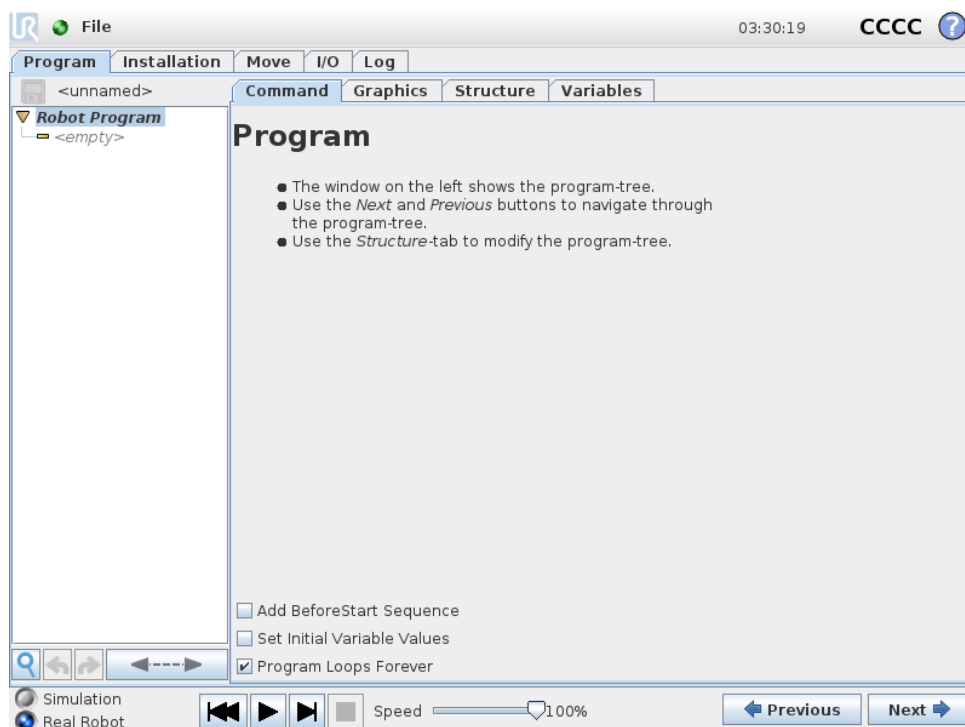 UR File 03:30:19 CCCC ?
Program Installation Move I/O Log
<unnamed> Command Graphics Structure Variables
Robot Program
<empty>
Program
The window on the left shows the program-tree.
Use the Next and Previous buttons to navigate through
the program-tree.
Use the Structure-tab to modify the program-tree.
Add BeforeStart Sequence
Set Initial Variable Values
Program Loops Forever
Simulation
Real Robot
Speed 100% Previous Next